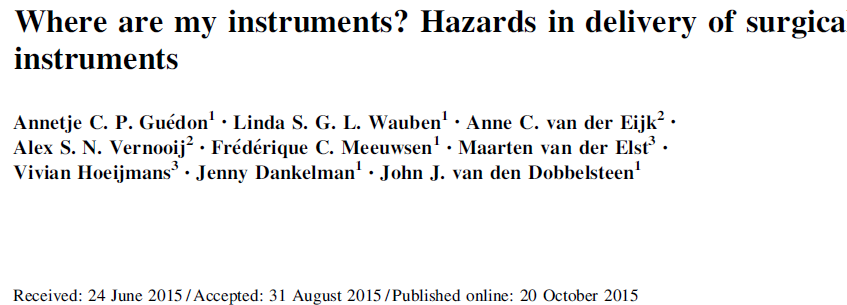 Where are my instruments? Hazards in delivery of surgica
instruments
Annetje C. P. Guédon¹ · Linda S. G. L. Wauben¹ · Anne C. van der Eijk² ·
Alex S. N. Vernooij² · Frédérique C. Meeuwsen¹ · Maarten van der Elst³ ·
Vivian Hoeijmans³ · Jenny Dankelman¹ · John J. van den Dobbelsteen¹
Received: 24 June 2015 / Accepted: 31 August 2015 / Published online: 20 October 2015